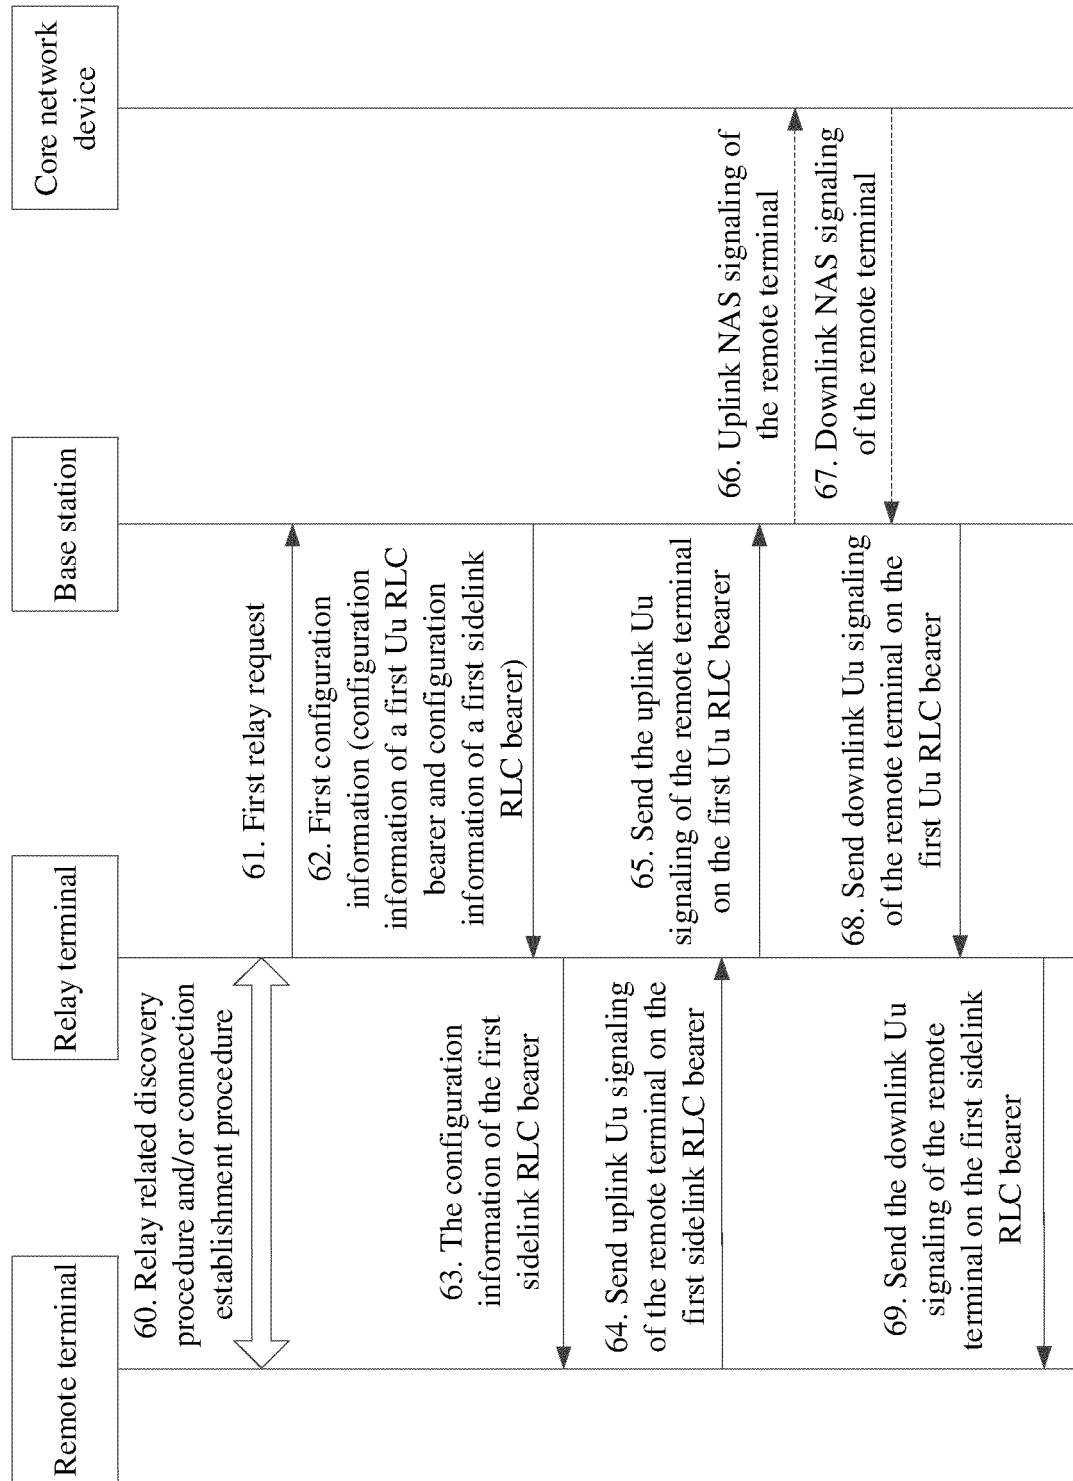 Remote terminal
Relay terminal
Base station
Core network
device
60. Relay related discovery
procedure and/or connection
establishment procedure
61. First relay request
62. First configuration
information (configuration
information of a first Uu RLC
bearer and configuration
information of a first sidelink
RLC bearer)
63. The configuration
information of the first
sidelink RLC bearer
64. Send uplink Uu signaling
of the remote terminal on the
first sidelink RLC bearer
65. Send the uplink Uu
signaling of the remote terminal
on the first Uu RLC bearer
66. Uplink NAS signaling of
the remote terminal
67. Downlink NAS signaling
of the remote terminal
68. Send downlink Uu signaling
of the remote terminal on the
first Uu RLC bearer
69. Send the downlink Uu
signaling of the remote
terminal on the first sidelink
RLC bearer